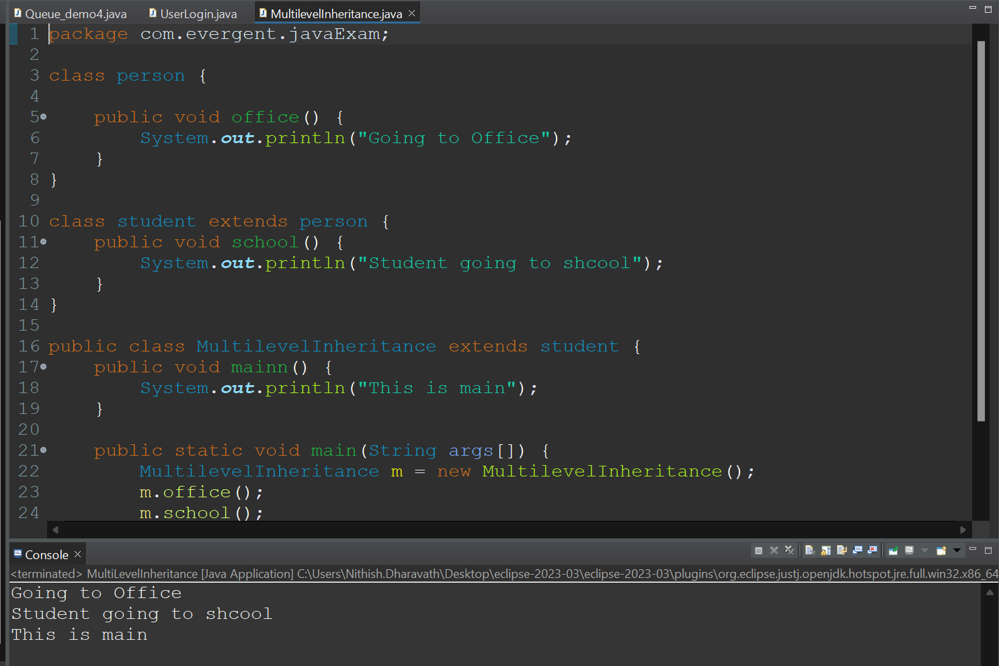 Queue_demo4.java UserLogin.java MultilevelInheritance.java
1 package com.evergent.javaExam;
2
3 class person {
4
5 public void office() {
6 System.out.println("Going to Office");
7 }
8 }
9
10 class student extends person {
11 public void school() {
12 System.out.println("Student going to shcool");
13 }
14 }
15
16 public class MultilevelInheritance extends student {
17 public void mainn() {
18 System.out.println("This is main");
19 }
20
21 public static void main(String args[]) {
22 MultilevelInheritance m = new MultilevelInheritance();
23 m.office();
24 m.school();
Console
<terminated> MultiLevelInheritance [Java Application] C:\Users\Nithish.Dharavath\Desktop\eclipse-2023-03\eclipse-2023-03\plugins\org.eclipse.justj.openjdk.hotspot.jre.full.win32.x86_64
Going to Office
Student going to shcool
This is main